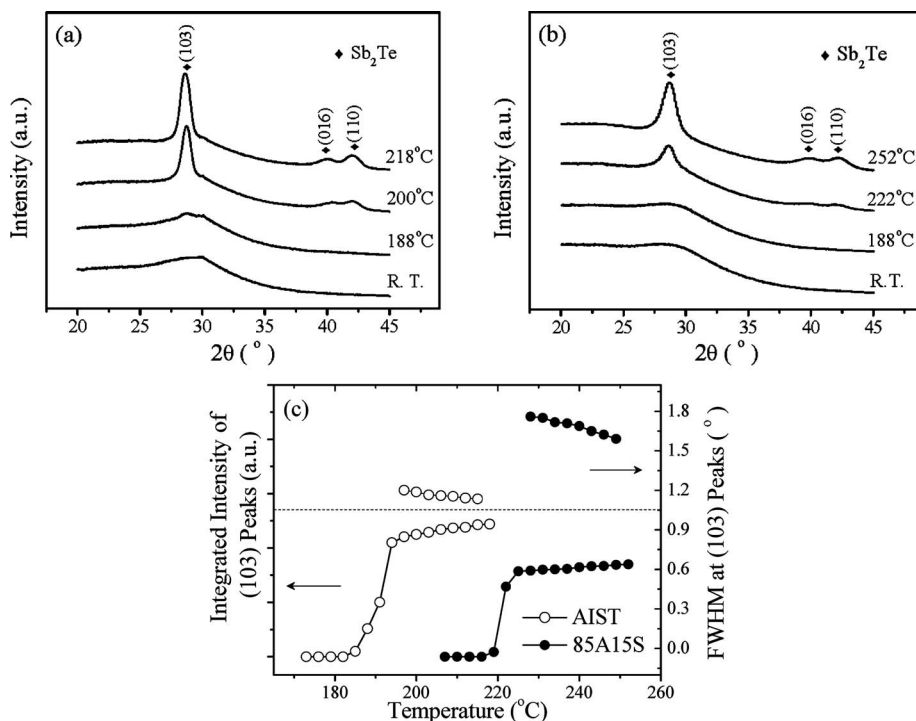 (a)
(103)
♦ Sb₂Te
(016)
(110)
218°C
200°C
188°C
R. T.
Intensity (a.u.)
20 25 30 35 40 45
2θ ( ° )
(b)
(103)
♦ Sb₂Te
(016)
(110)
252°C
222°C
188°C
R. T.
Intensity (a.u.)
20 25 30 35 40 45
2θ ( ° )
(c)
Integrated Intensity of
(103) Peaks (a.u.)
1.8
1.5
1.2
0.9
0.6
0.3
0.0
FWHM at (103) Peaks ( ° )
AIST
85A15S
180 200 220 240 260
Temperature (°C)